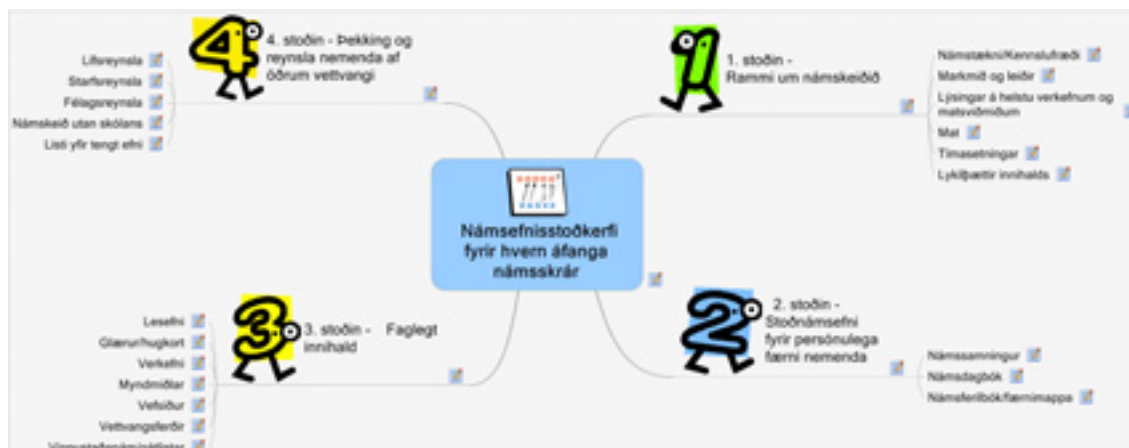 4. stoðin - Þekking og
reynsla nemenda af
öðrum vettvangi
Lífsreynsla
Starfsreynsla
Félagsreynsla
Námskeið utan skólans
Listi yfir tengt efni
1. stoðin -
Rammi um námskeiðið
Námstækni/Kennslufræði
Markmið og leiðir
Lýsingar á helstu verkefnum og
matsviðmiðum
Mat
Tímasetningar
Lykilþættir innihalds
Námsefnisstoðkerfi
fyrir hvern áfanga
námsskrár
3. stoðin - Faglegt
innihald
Lesefni
Glærur/hugkort
Verkefni
Myndmiðlar
Vefsíður
Vettvangsferðir
2. stoðin -
Stoðnámsefni
fyrir persónulega
færni nemenda
Námssamningur
Námsdagbók
Námsferilbók/færnimappa